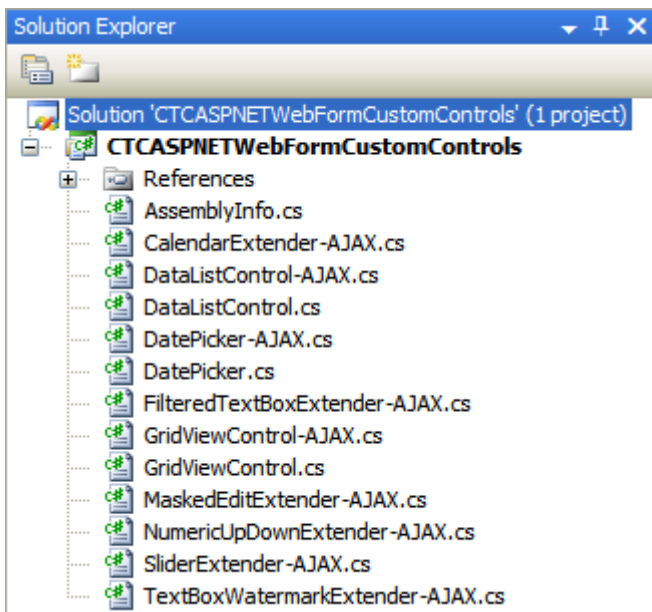 Solution Explorer
Solution 'CTCASPNETWebFormCustomControls' (1 project)
CTCASPNETWebFormCustomControls
References
AssemblyInfo.cs
CalendarExtender-AJAX.cs
DataListControl-AJAX.cs
DataListControl.cs
DatePicker-AJAX.cs
DatePicker.cs
FilteredTextBoxExtender-AJAX.cs
GridViewControl-AJAX.cs
GridViewControl.cs
MaskedEditExtender-AJAX.cs
NumericUpDownExtender-AJAX.cs
SliderExtender-AJAX.cs
TextBoxWatermarkExtender-AJAX.cs